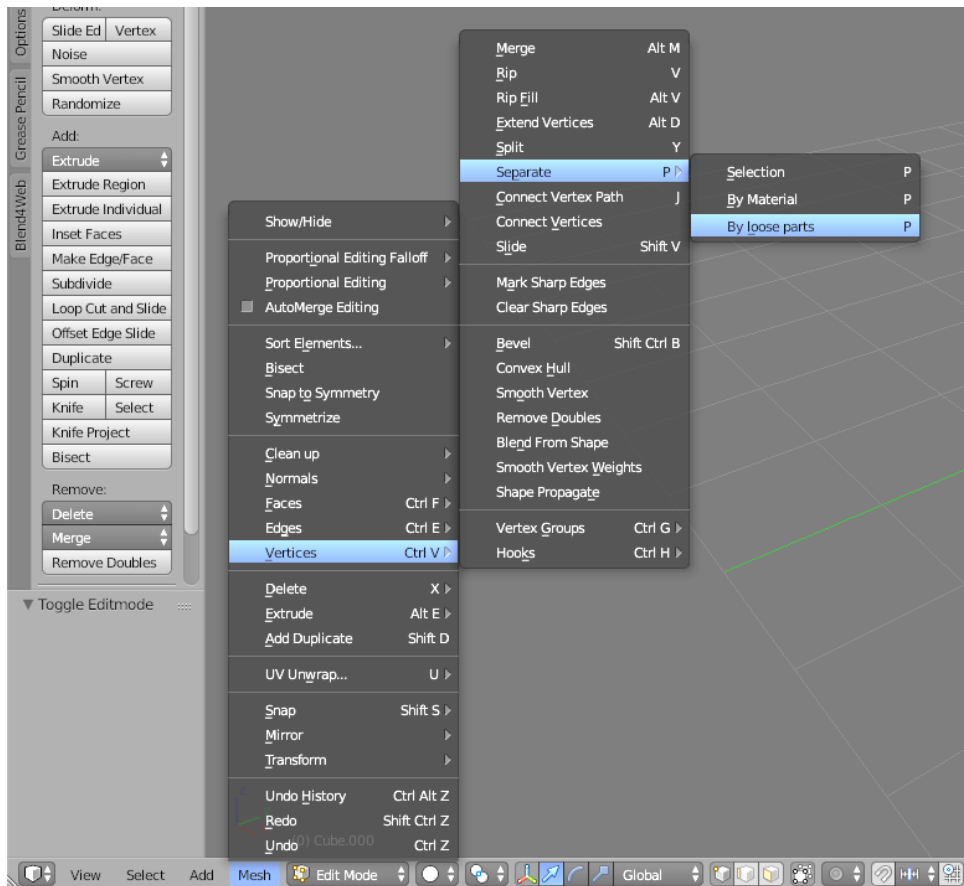 Options
Grease Pencil
Blend4Web
Deform:
Slide Ed Vertex
Noise
Smooth Vertex
Randomize
Add:
Extrude
Extrude Region
Extrude Individual
Inset Faces
Make Edge/Face
Subdivide
Loop Cut and Slide
Offset Edge Slide
Duplicate
Spin Screw
Knife Select
Knife Project
Bisect
Remove:
Delete
Merge
Remove Doubles
Toggle Editmode
Show/Hide
Proportional Editing Falloff
Proportional Editing
AutoMerge Editing
Sort Elements...
Bisect
Snap to Symmetry
Symmetrize
Clean up
Normals
Faces Ctrl F
Edges Ctrl E
Vertices Ctrl V
Delete X
Extrude Alt E
Add Duplicate Shift D
UV Unwrap... U
Snap Shift S
Mirror
Transform
Undo History Ctrl Alt Z
Redo Shift Ctrl Z
(0) Cube.000
Undo Ctrl Z
Merge Alt M
Rip V
Rip Fill Alt V
Extend Vertices Alt D
Split Y
Separate P
Connect Vertex Path J
Connect Vertices
Slide Shift V
Mark Sharp Edges
Clear Sharp Edges
Bevel Shift Ctrl B
Convex Hull
Smooth Vertex
Remove Doubles
Blend From Shape
Smooth Vertex Weights
Shape Propagate
Vertex Groups Ctrl G
Hooks Ctrl H
Selection P
By Material P
By loose parts P
View Select Add Mesh Edit Mode Global